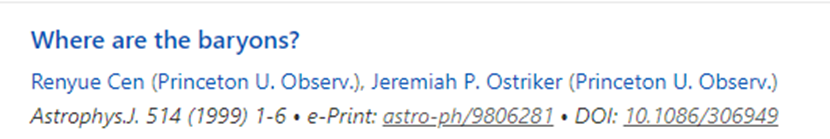 Where are the baryons?
Renyue Cen (Princeton U. Observ.), Jeremiah P. Ostriker (Princeton U. Observ.)
Astrophys.J. 514 (1999) 1-6 • e-Print: astro-ph/9806281 • DOI: 10.1086/306949